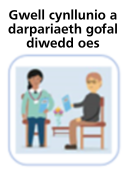 Gwell cynllunio a
darpariaeth gofal
diwedd oes